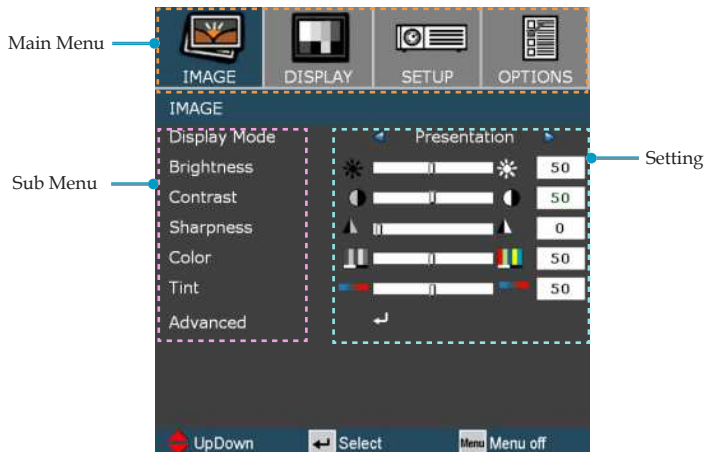 Main Menu
IMAGE DISPLAY SETUP OPTIONS
IMAGE
Display Mode Presentation
Brightness 50
Setting
Sub Menu
Contrast 50
Sharpness 0
Color 50
Tint 50
Advanced
UpDown Select Menu Menu off